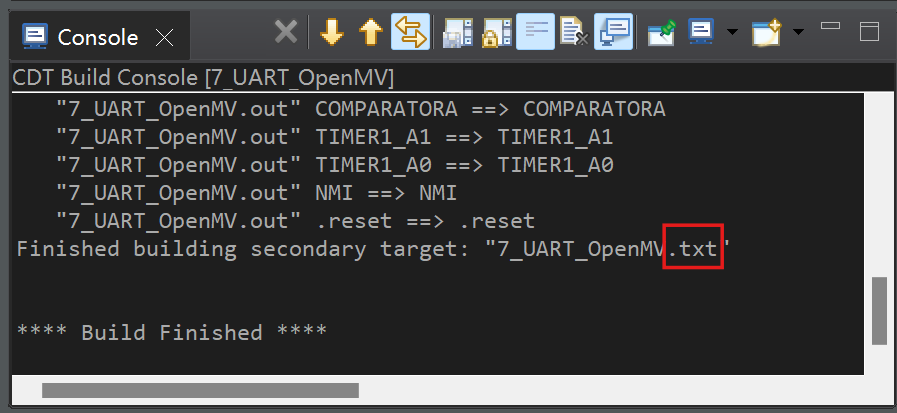 Console
CDT Build Console [7_UART_OpenMV]
"7_UART_OpenMV.out" COMPARATORA ==> COMPARATORA
"7_UART_OpenMV.out" TIMER1_A1 ==> TIMER1_A1
"7_UART_OpenMV.out" TIMER1_A0 ==> TIMER1_A0
"7_UART_OpenMV.out" NMI ==> NMI
"7_UART_OpenMV.out" .reset ==> .reset
Finished building secondary target: "7_UART_OpenMV.txt"
**** Build Finished ****